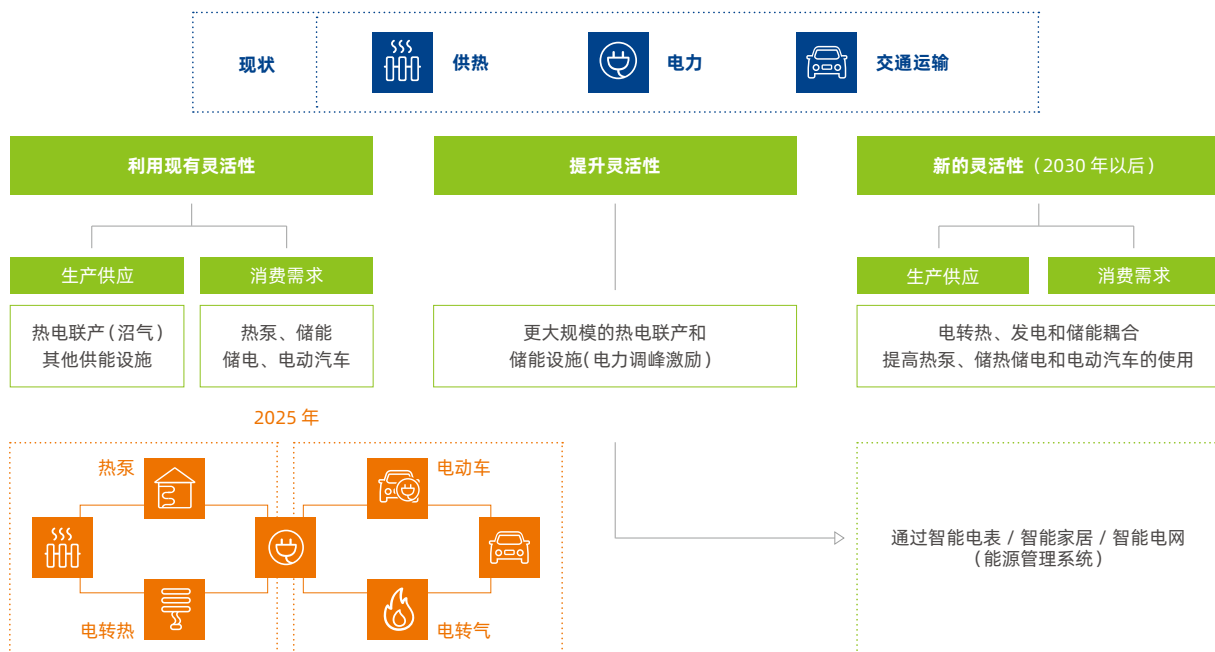 现状
供热
电力
交通运输
利用现有灵活性
提升灵活性
新的灵活性（2030 年以后）
生产供应
消费需求
生产供应
消费需求
热电联产（沼气）
其他供能设施
热泵、储能
储电、电动汽车
更大规模的热电联产和
储能设施(电力调峰激励)
电转热、发电和储能耦合
提高热泵、储热储电和电动汽车的使用
2025 年
热泵
电动车
电转热
电转气
通过智能电表 / 智能家居 / 智能电网
（能源管理系统）